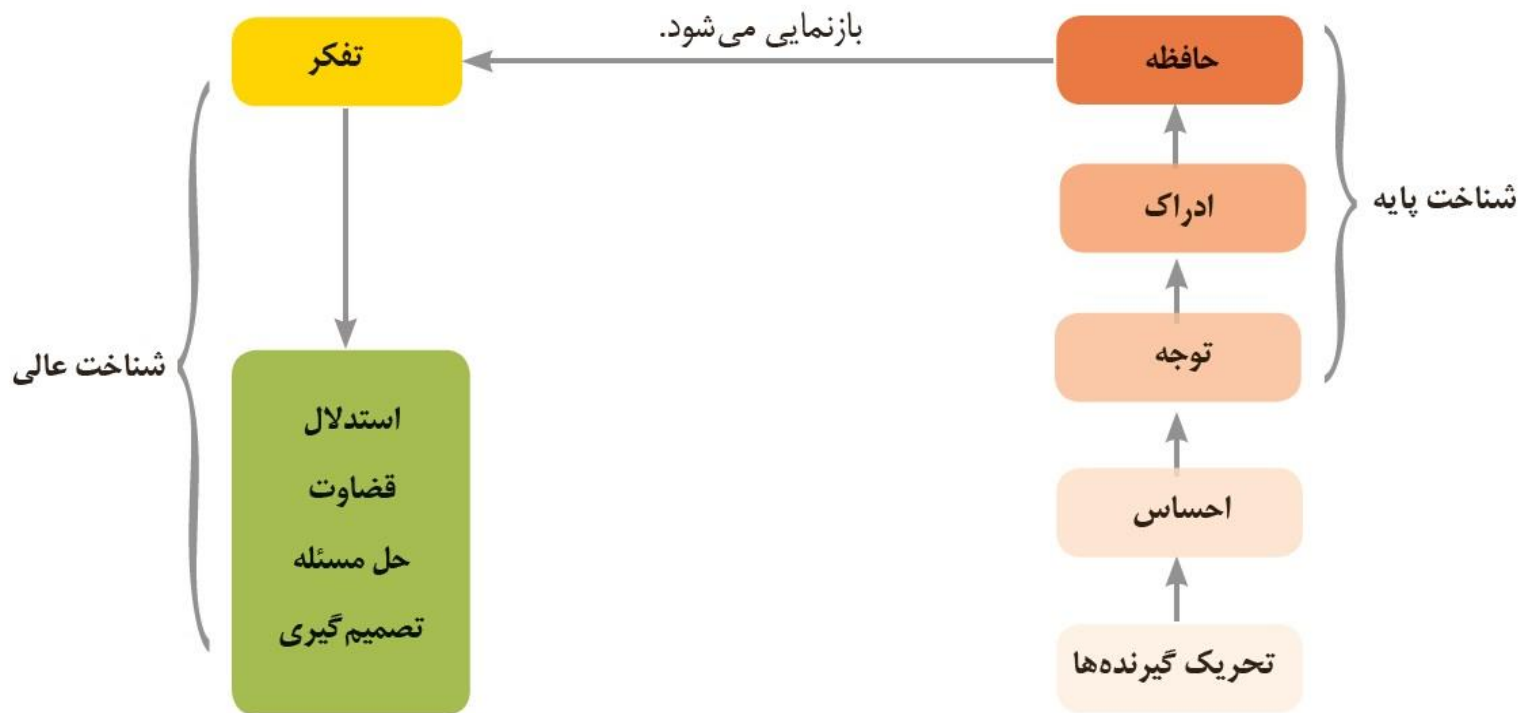 بازنمایی می‌شود.
حافظه
تفکر
ادراک
شناخت پایه
توجه
شناخت عالی
استدلال
قضاوت
حل مسئله
تصمیم‌گیری
احساس
تحریک گیرنده‌ها